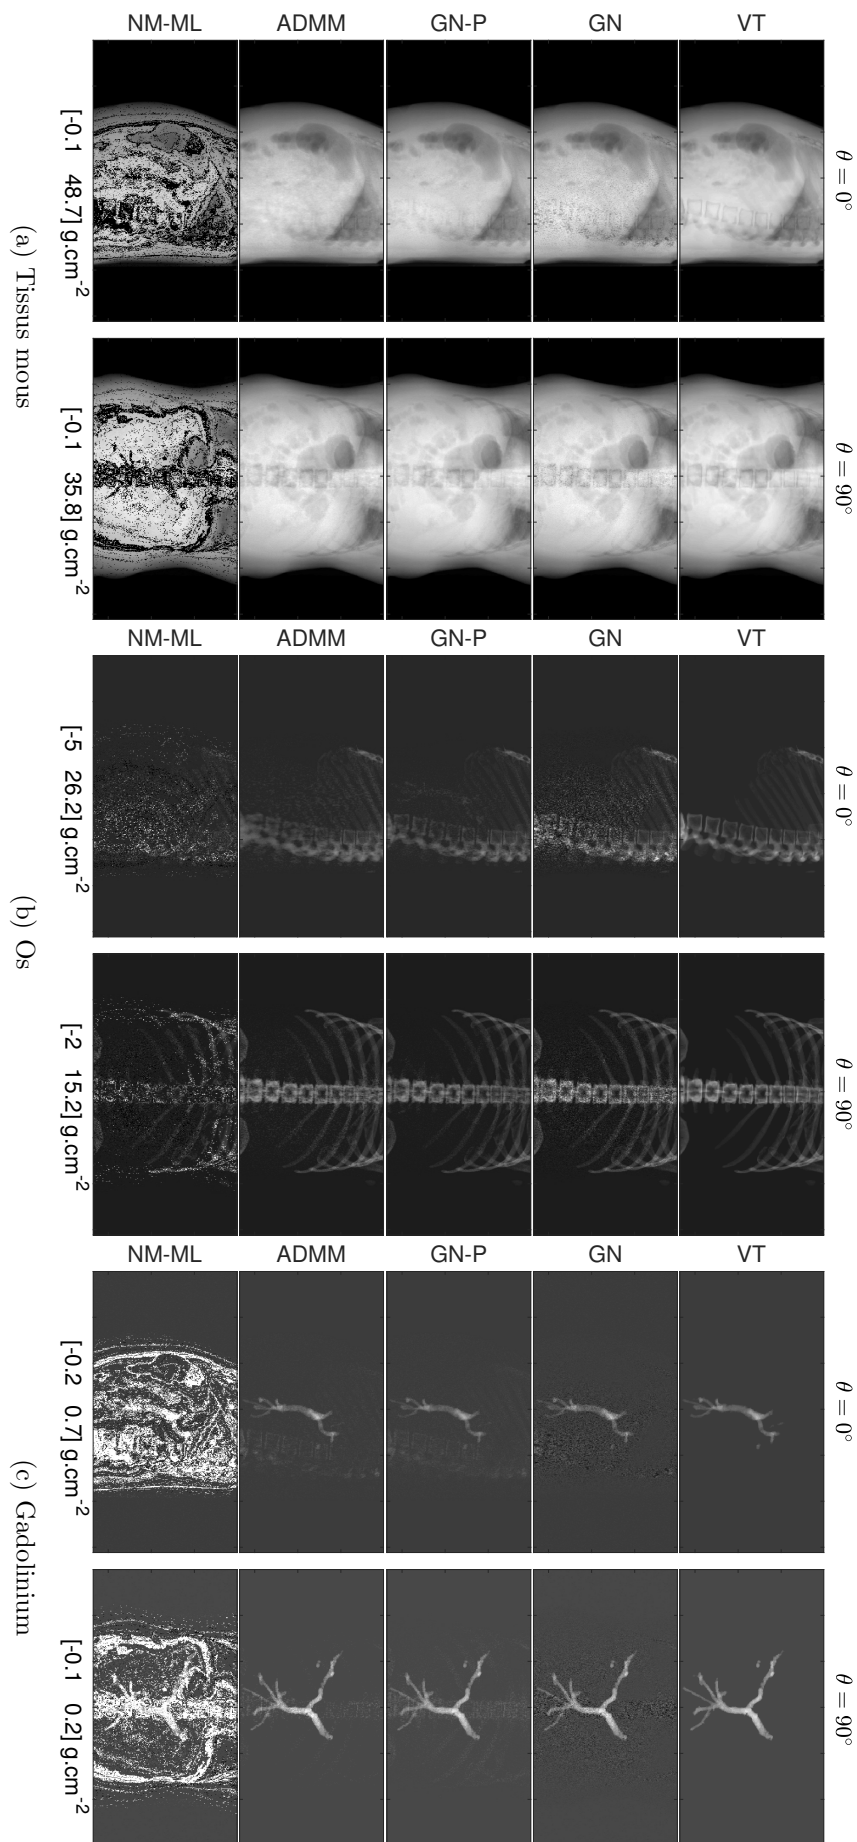 θ = 0°
θ = 90°
VT
GN
GN-P
ADMM
NM-ML
[-0.1 48.7] g.cm-2
[-0.1 35.8] g.cm-2
(a) Tissus mous
θ = 0°
θ = 90°
VT
GN
GN-P
ADMM
NM-ML
[-5 26.2] g.cm-2
[-2 15.2] g.cm-2
(b) Os
θ = 0°
θ = 90°
VT
GN
GN-P
ADMM
NM-ML
[-0.2 0.7] g.cm-2
[-0.1 0.2] g.cm-2
(c) Gadolinium